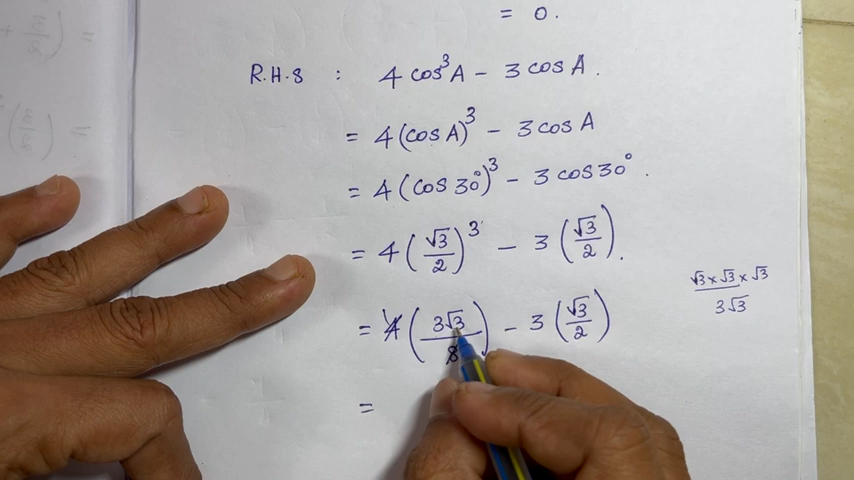 = 0.
R.H.S : 4 cos³A - 3 cos A.
= 4 (cos A)³ - 3 cos A
= 4 (cos 30°)³ - 3 cos 30°.
= 4 (√3/2)³ - 3 (√3/2).
√3 × √3 × √3
3√3
= 4 (3√3/8) - 3 (√3/2)
=